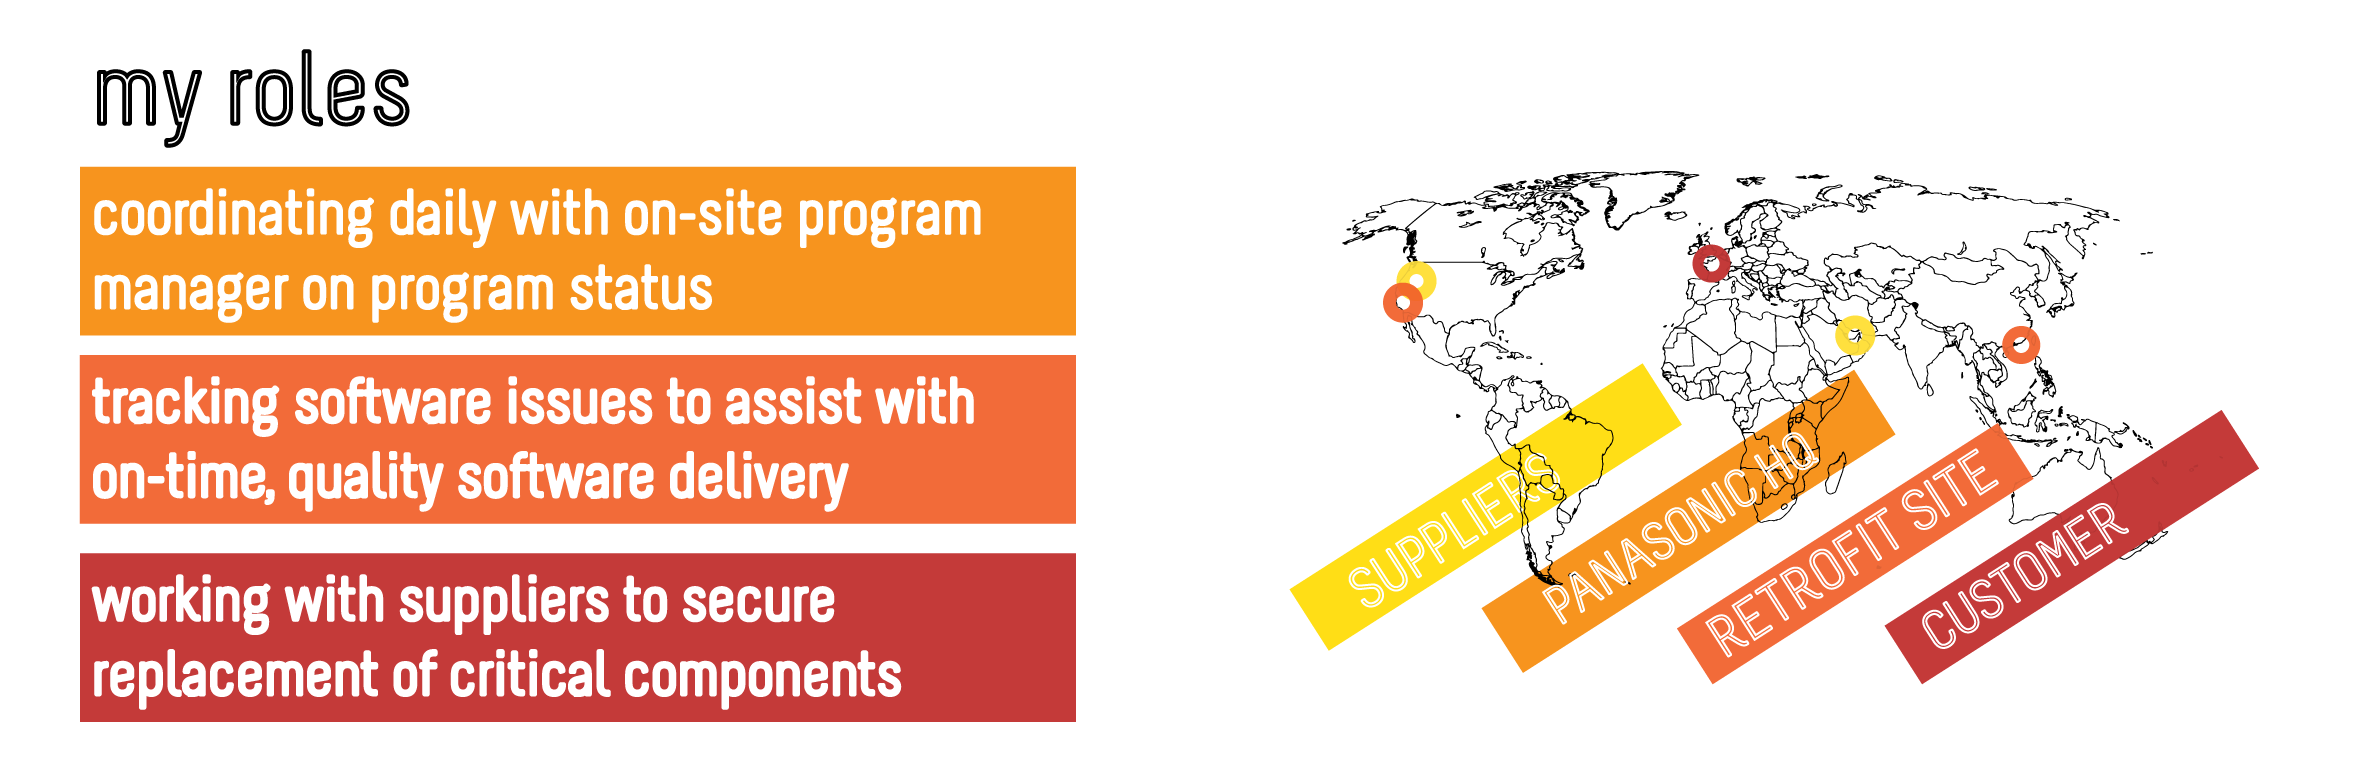 my roles
coordinating daily with on-site program
manager on program status
tracking software issues to assist with
on-time, quality software delivery
working with suppliers to secure
replacement of critical components
SUPPLIERS
PANASONIC HQ
RETROFIT SITE
CUSTOMER